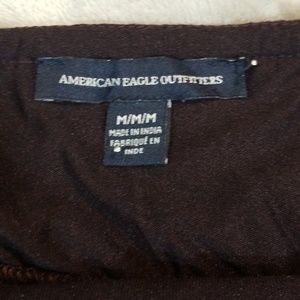 AMERICAN EAGLE OUTFITTERS
M/M/M
MADE IN INDIA
FABRIQUÉ EN
INDE